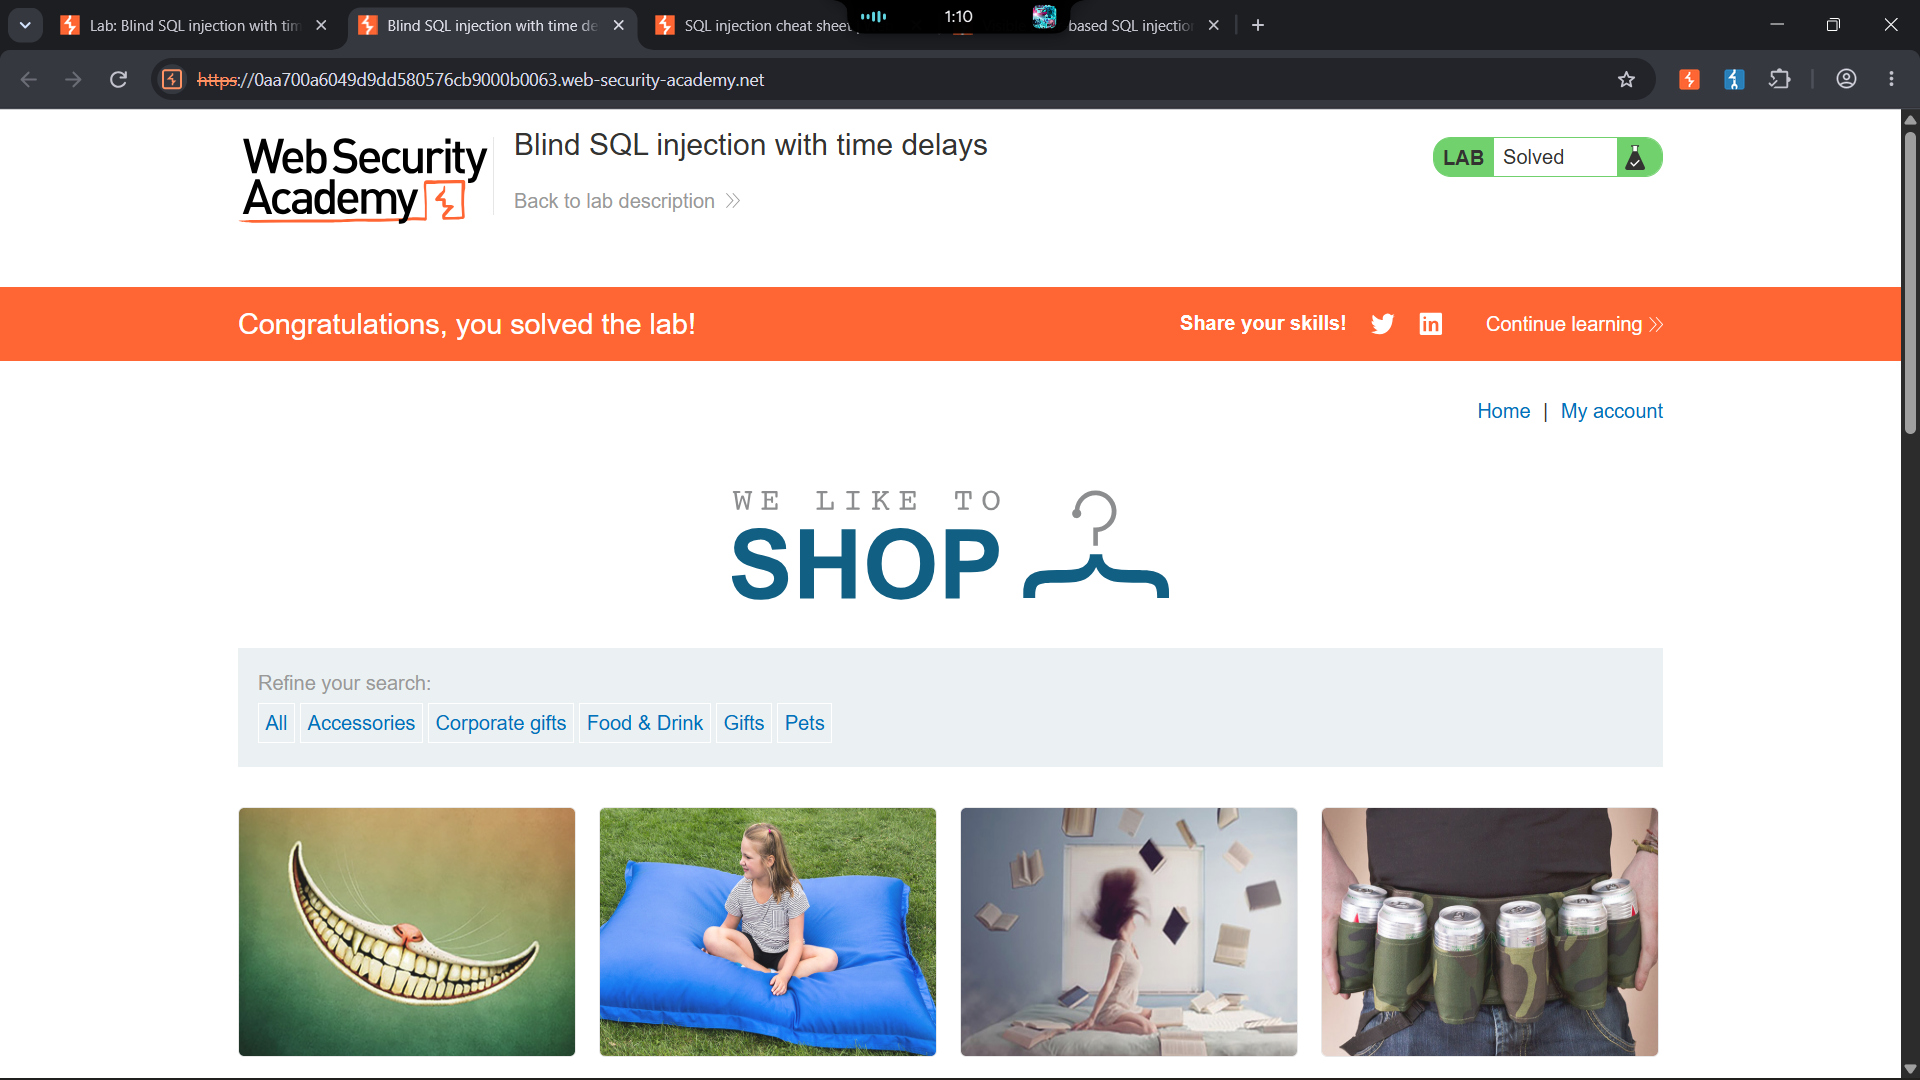 Lab: Blind SQL injection with tim
Blind SQL injection with time de
SQL injection cheat sheet
1:10
based SQL injection
https://0aa700a6049d9dd580576cb9000b0063.web-security-academy.net
Web Security
Academy
Blind SQL injection with time delays
Back to lab description
LAB Solved
Congratulations, you solved the lab!
Share your skills!
Continue learning
Home | My account
WE LIKE TO
SHOP
Refine your search:
All Accessories Corporate gifts Food & Drink Gifts Pets